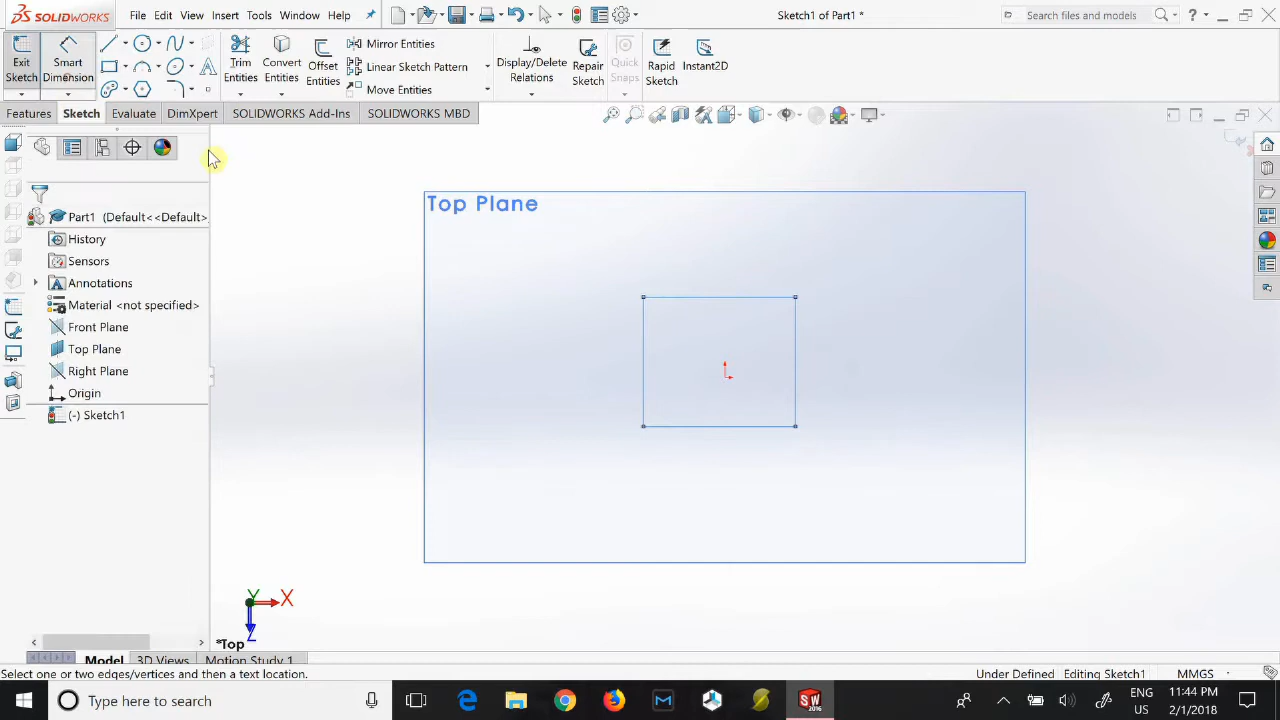 SOLIDWORKS File Edit View Insert Tools Window Help Sketch1 of Part1 * Search files and models ?
Exit Sketch
Smart Dimension
Trim Entities
Convert Entities
Offset Entities
Mirror Entities
Linear Sketch Pattern
Move Entities
Display/Delete Relations
Repair Sketch
Quick Snaps
Rapid Sketch
Instant2D
Features Sketch Evaluate DimXpert SOLIDWORKS Add-Ins SOLIDWORKS MBD
Part1 (Default<<Default>
History
Sensors
Annotations
Material <not specified>
Front Plane
Top Plane
Right Plane
Origin
(-) Sketch1
Top Plane
Y
X
Z
*Top
Model 3D Views Motion Study 1
Select one or two edges/vertices and then a text location. Under Defined Editing Sketch1 MMGS
Type here to search
SW
2016
ENG
US
11:44 PM
2/1/2018